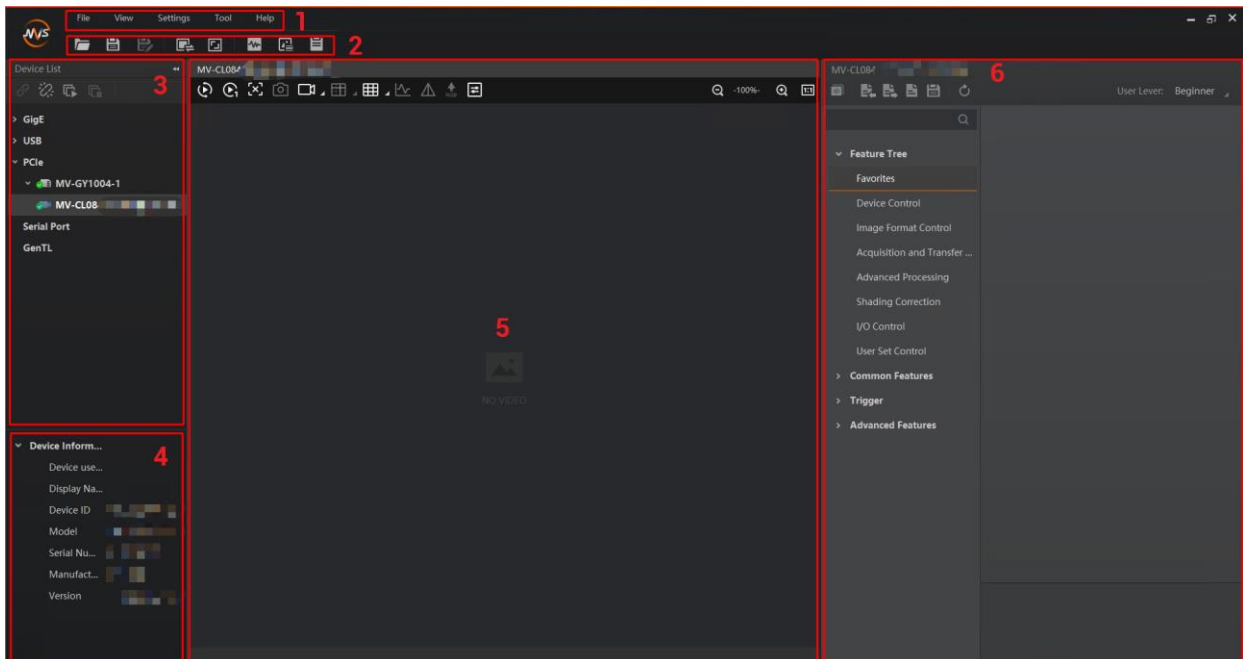 MVS
File View Settings Tool Help
1
2
Device List
3
GigE
USB
PCIe
MV-GY1004-1
MV-CL08
Serial Port
GenTL
4
Device Inform...
Device use...
Display Na...
Device ID
Model
Serial Nu...
Manufact...
Version
MV-CL084
-100%-
1:1
5
NO VIDEO
MV-CL084
6
User Lever: Beginner
Feature Tree
Favorites
Device Control
Image Format Control
Acquisition and Transfer ...
Advanced Processing
Shading Correction
I/O Control
User Set Control
Common Features
Trigger
Advanced Features